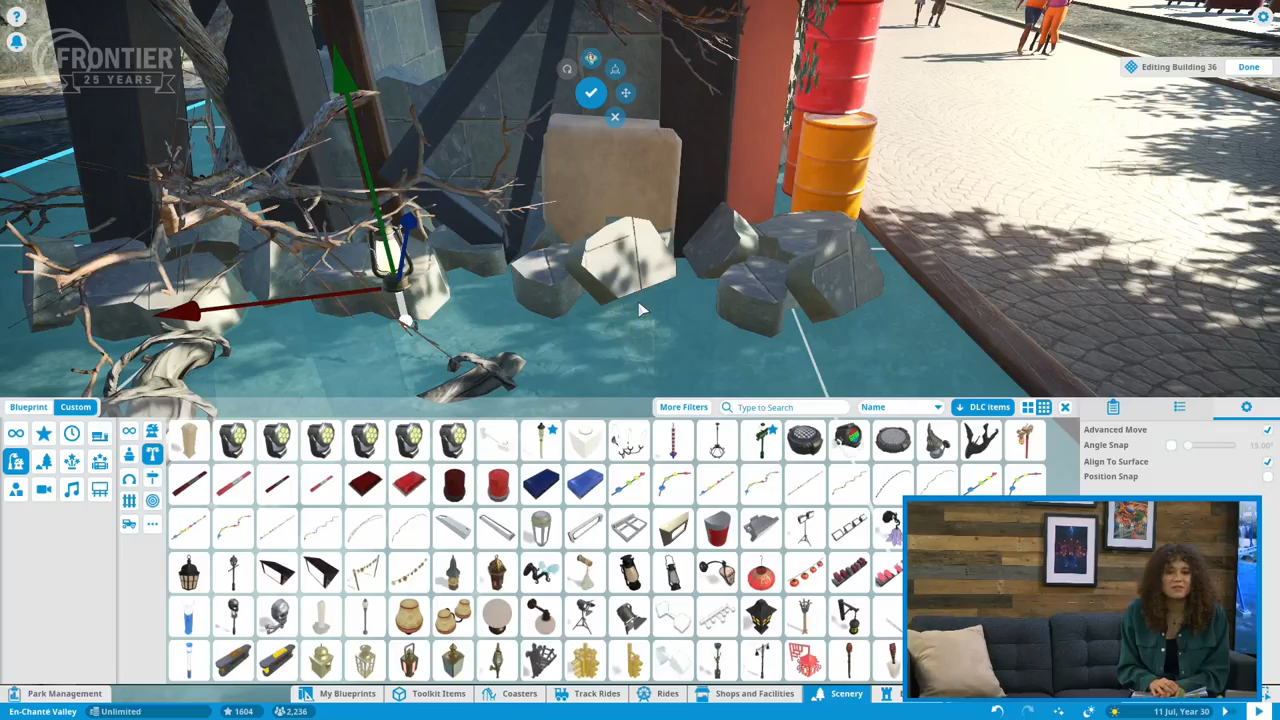 ?
FRONTIER
25 YEARS
Editing Building 36
Done
Blueprint
Custom
More Filters
Type to Search
Name
DLC items
Advanced Move
Angle Snap
15.00°
Align To Surface
Position Snap
Park Management
My Blueprints
Toolkit Items
Coasters
Track Rides
Rides
Shops and Facilities
Scenery
En-Chanté Valley
Unlimited
1604
2,236
11 Jul, Year 30